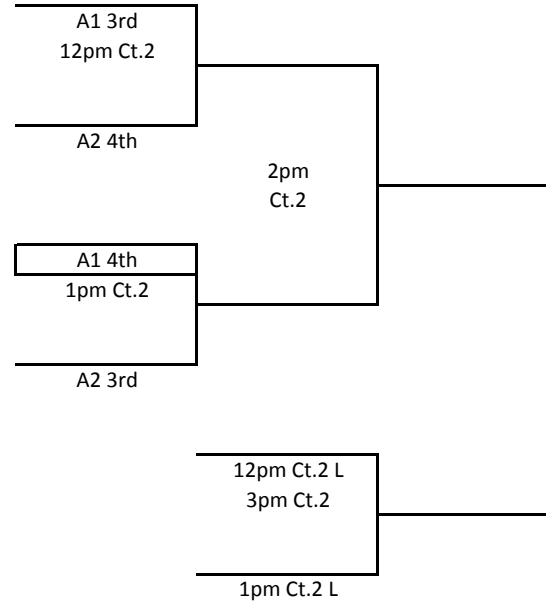 A1 3rd
12pm Ct.2
A2 4th
2pm
Ct.2
A1 4th
1pm Ct.2
A2 3rd
12pm Ct.2 L
3pm Ct.2
1pm Ct.2 L